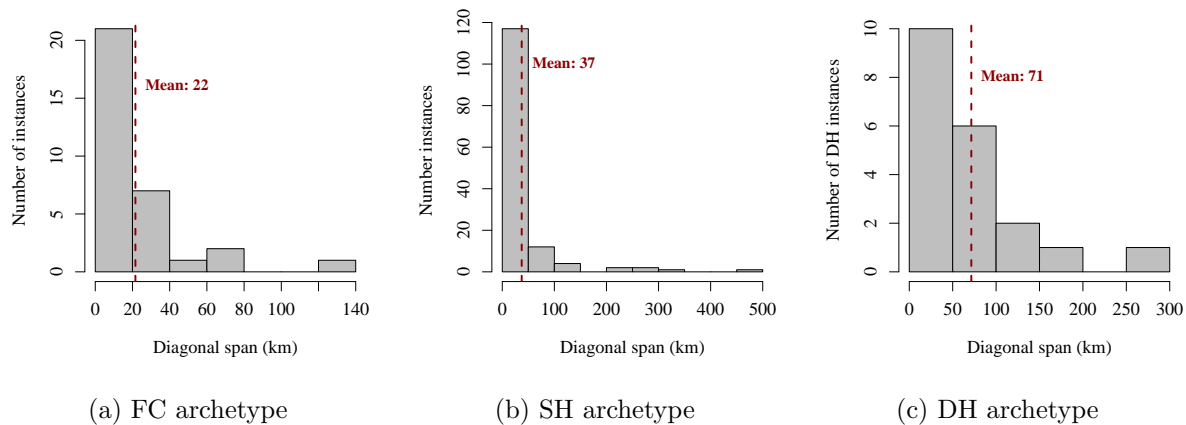 Number of instances
0 5 10 15 20
Mean: 22
0 20 40 60 80 100 140
Diagonal span (km)
(a) FC archetype
Number instances
0 20 40 60 80 100 120
Mean: 37
0 100 200 300 400 500
Diagonal span (km)
(b) SH archetype
Number of DH instances
0 2 4 6 8 10
Mean: 71
0 50 100 150 200 250 300
Diagonal span (km)
(c) DH archetype